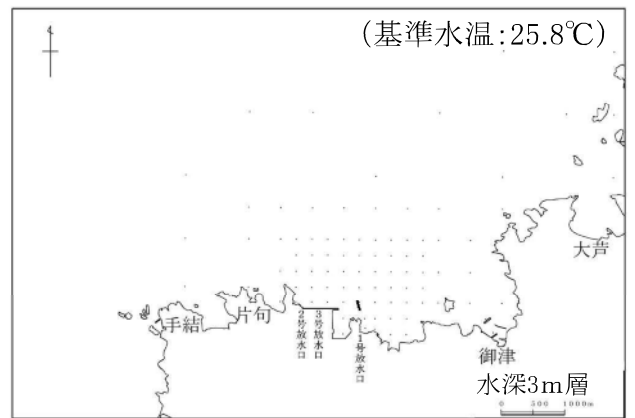 (基準水温:25.8℃)
大芦
手結
片句
2号放水口
3号放水口
1号放水口
御津
水深3m層
0 500 1000m